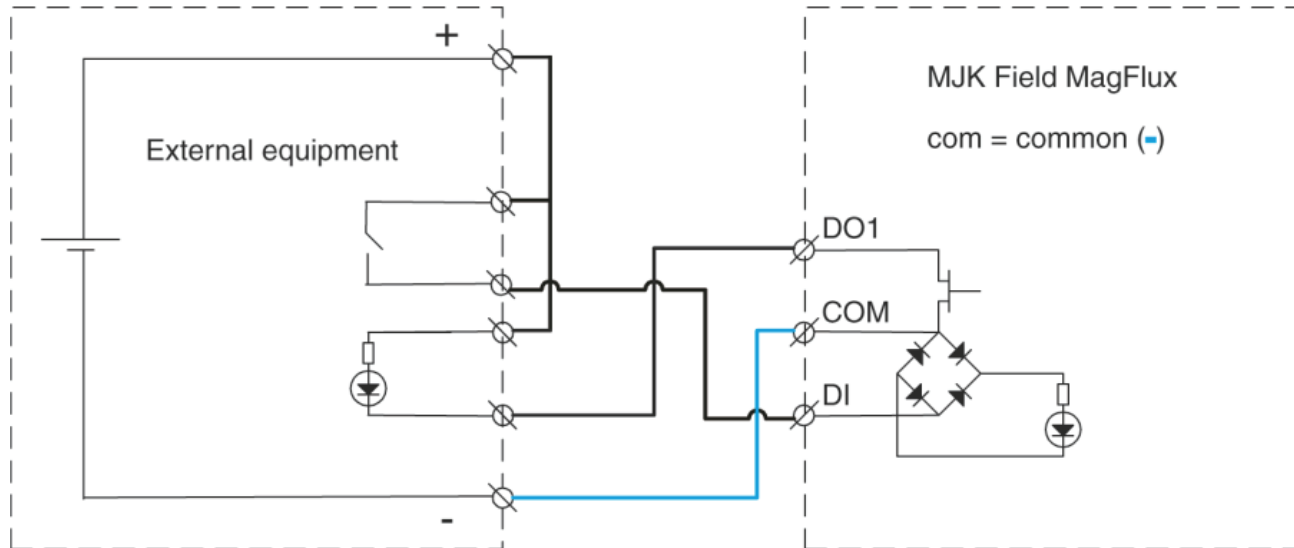 +
External equipment
-
MJK Field MagFlux
com = common (-)
DO1
COM
DI